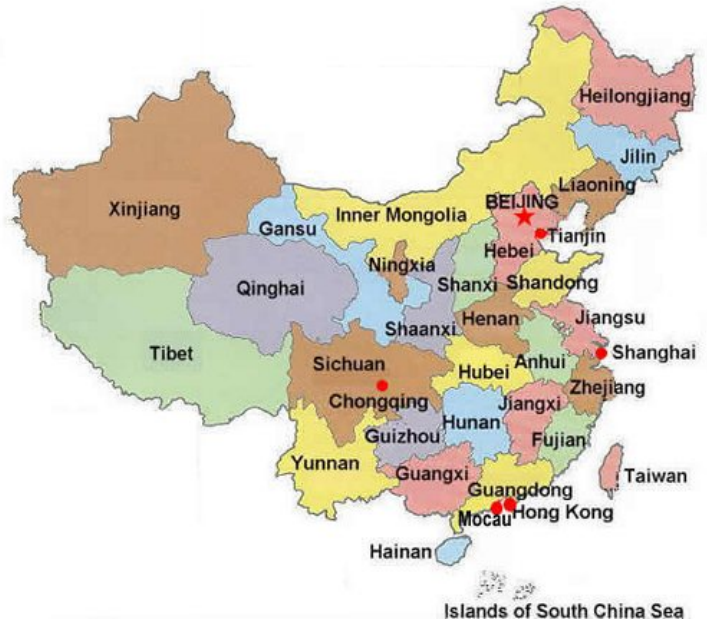 Heilongjiang
Jilin
Liaoning
BEIJING
Xinjiang
Inner Mongolia
Gansu
Tianjin
Hebei
Ningxia
Shanxi
Shandong
Qinghai
Henan
Jiangsu
Shaanxi
Tibet
Shanghai
Anhui
Sichuan
Hubei
Zhejiang
Chongqing
Jiangxi
Hunan
Guizhou
Fujian
Yunnan
Guangxi
Taiwan
Guangdong
Hong Kong
Mocau
Hainan
Islands of South China Sea